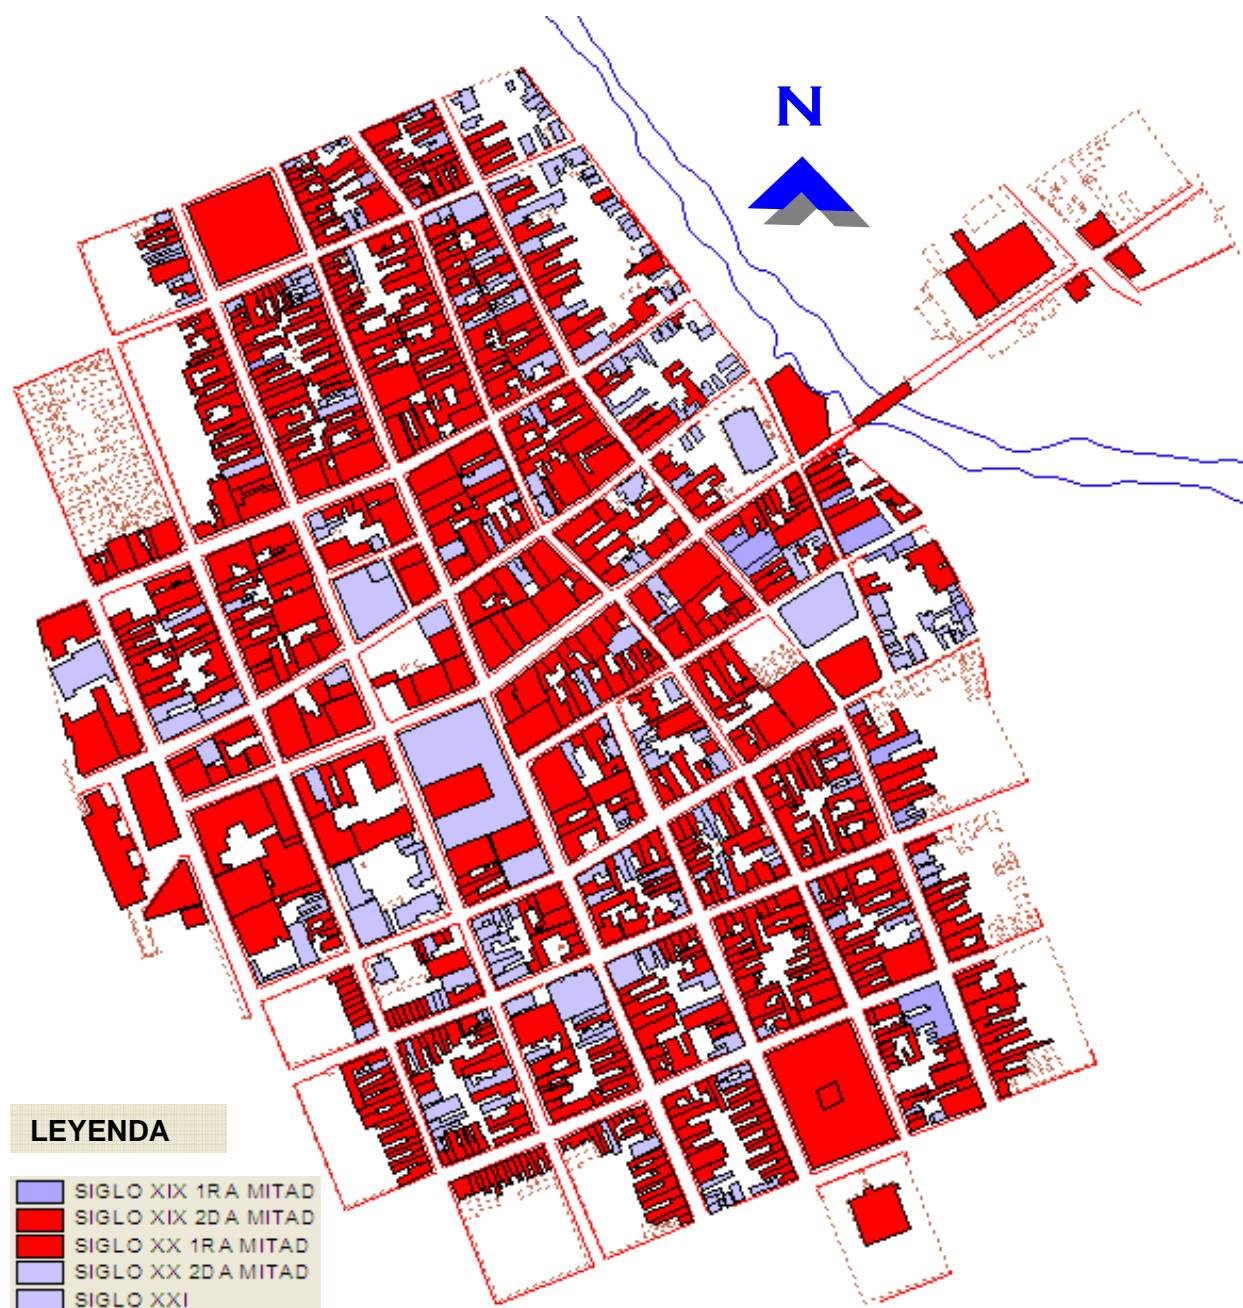 N
LEYENDA
SIGLO XIX 1RA MITAD
SIGLO XIX 2DA MITAD
SIGLO XX 1RA MITAD
SIGLO XX 2DA MITAD
SIGLO XXI